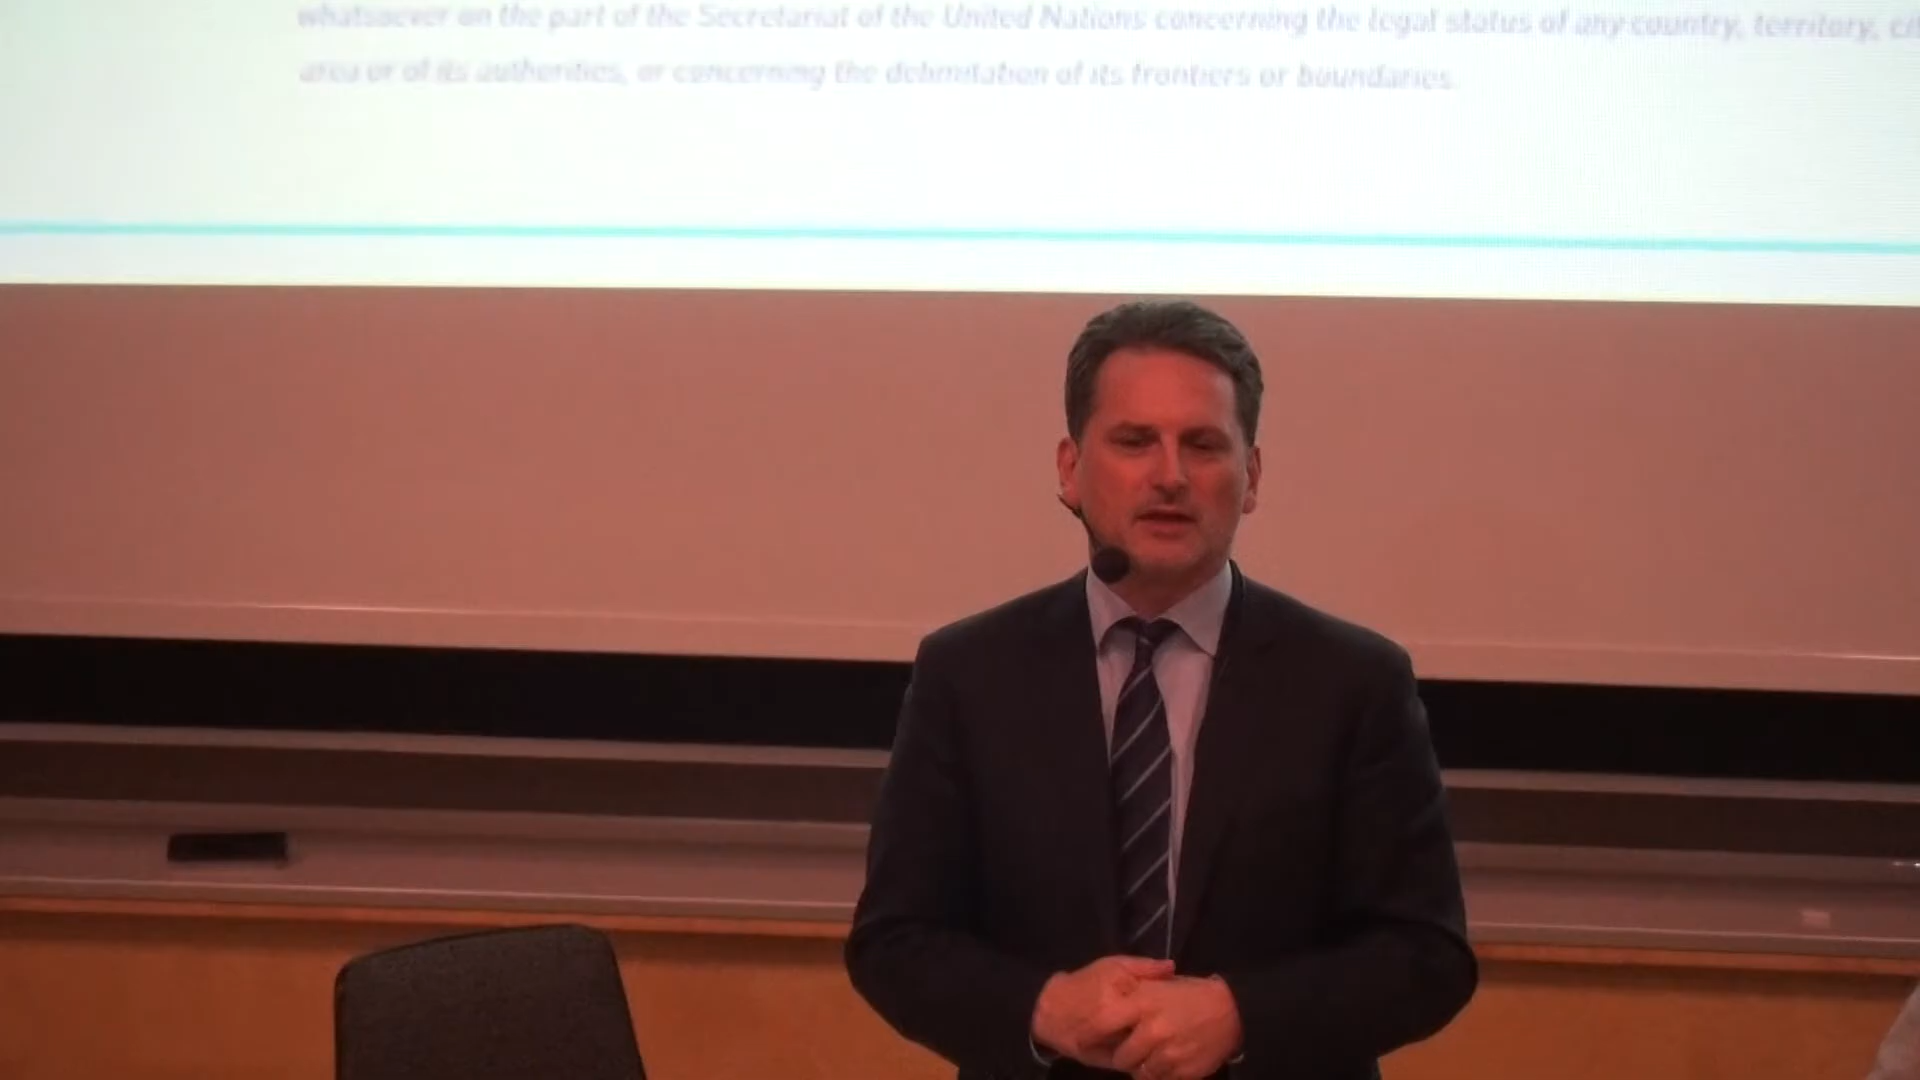 whatsoever on the part of the Secretariat of the United Nations concerning the legal status of any country, territory,
area or of its authorities, or concerning the delimitation of its frontiers or boundaries.